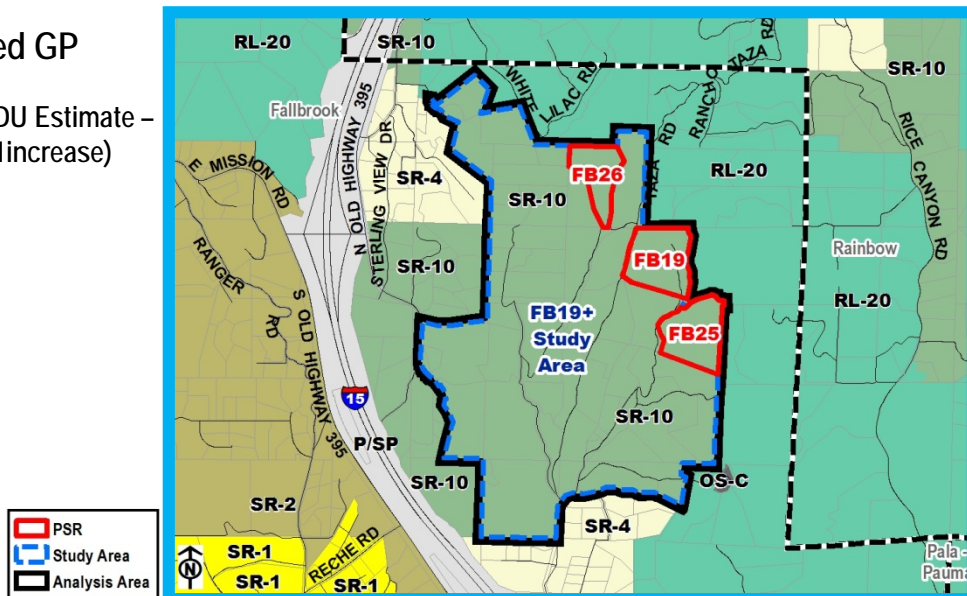 ed GP
DU Estimate –
increase)
RL-20
SR-10
WHITE
LILAC RD
RANCHO TAZA RD
SR-10
Fallbrook
N OLD HIGHWAY 395
STERLING VIEW DR
TAZA RD
RICE CANYON RD
E MISSION RD
SR-4
FB26
SR-10
RL-20
RANGER RD
SR-10
FB19
Rainbow
RL-20
S OLD HIGHWAY 395
FB19+
Study
Area
FB25
15
SR-10
P/SP
SR-10
OS-C
SR-2
SR-4
PSR
Study Area
Analysis Area
N
SR-1
SR-1
RECHE RD
SR-1
Pala -
Pauma